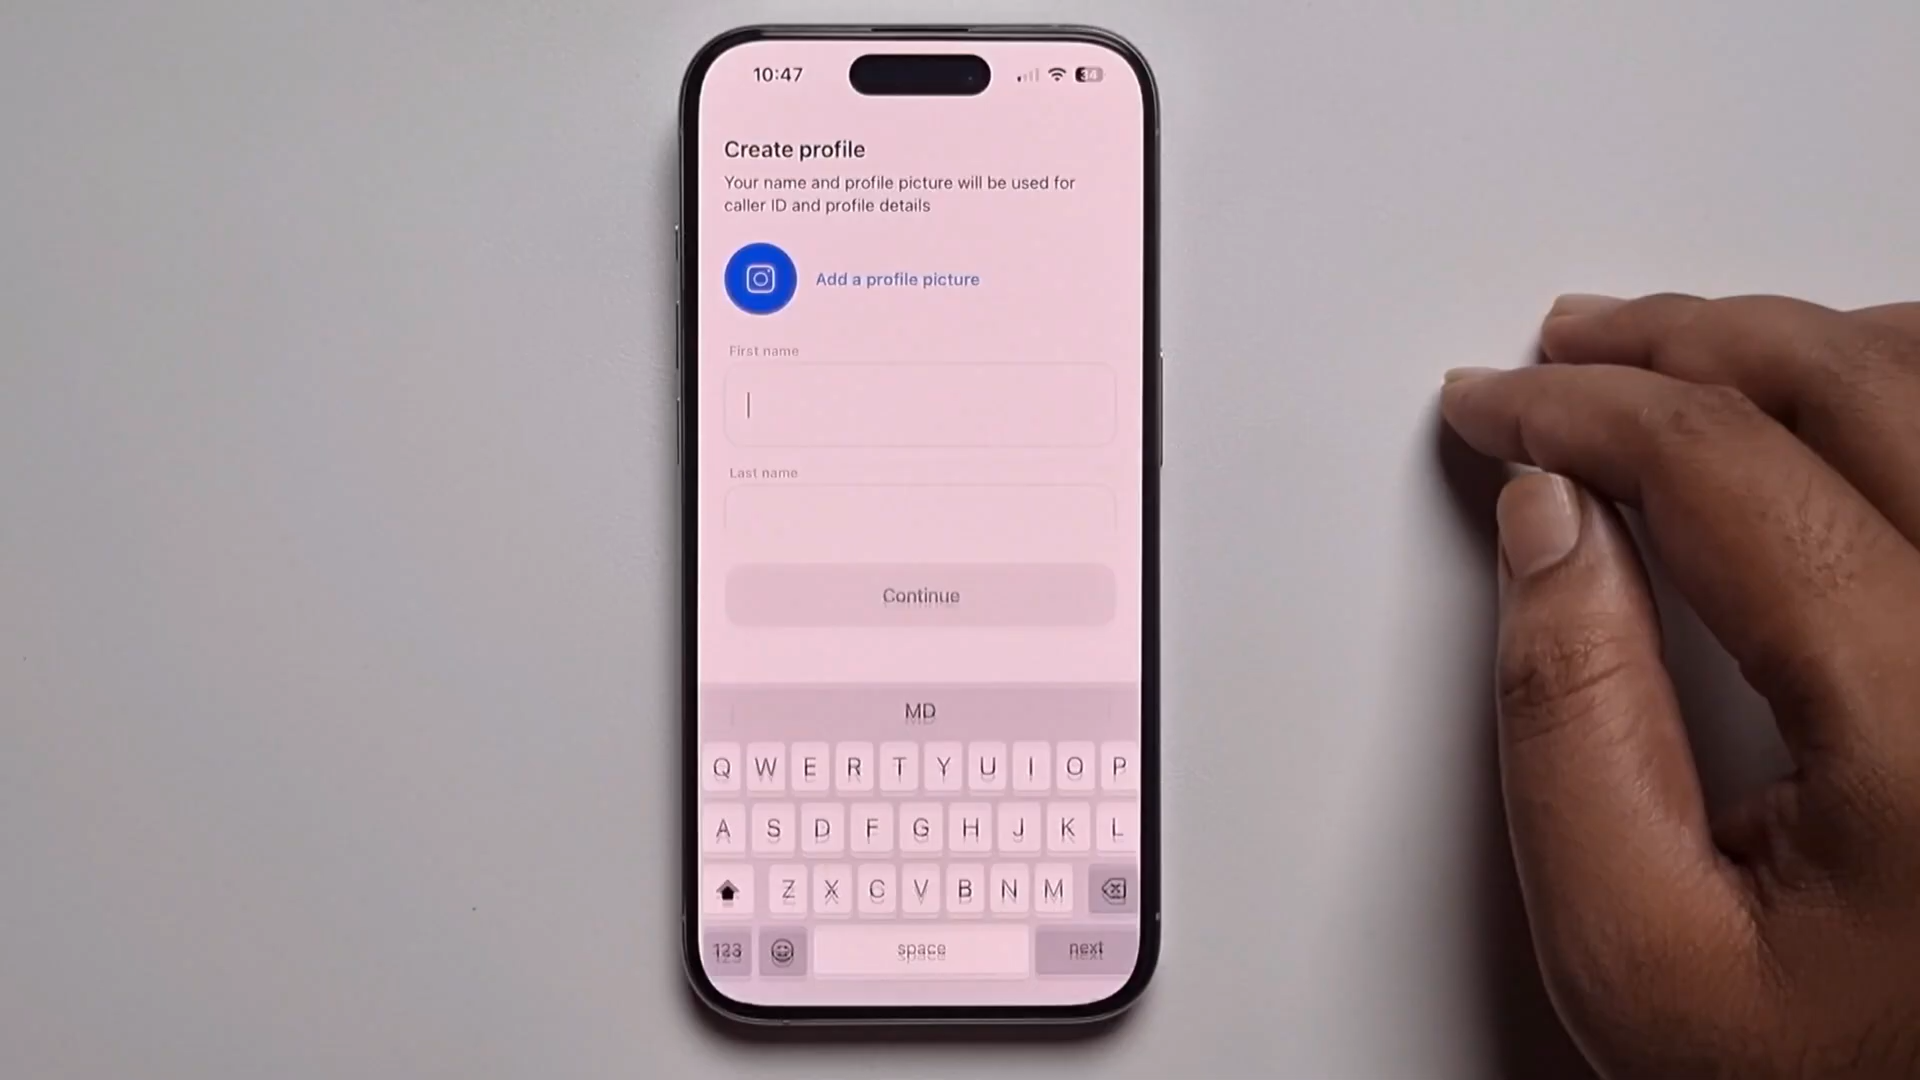 10:47
34
Create profile
Your name and profile picture will be used for
caller ID and profile details
Add a profile picture
First name
Last name
Continue
MD
Q W E R T Y U I O P
A S D F G H J K L
Z X C V B N M
123 space next